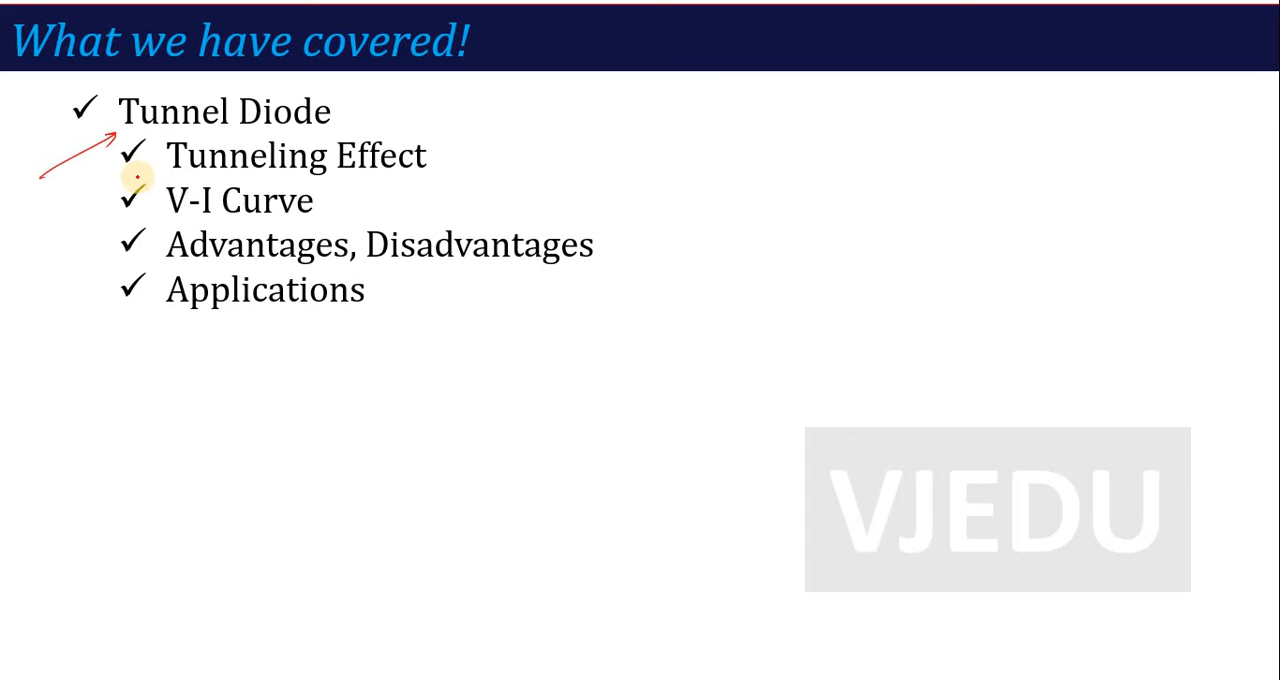 What we have covered!
✓ Tunnel Diode
✓ Tunneling Effect
✓ V-I Curve
✓ Advantages, Disadvantages
✓ Applications
VJEDU